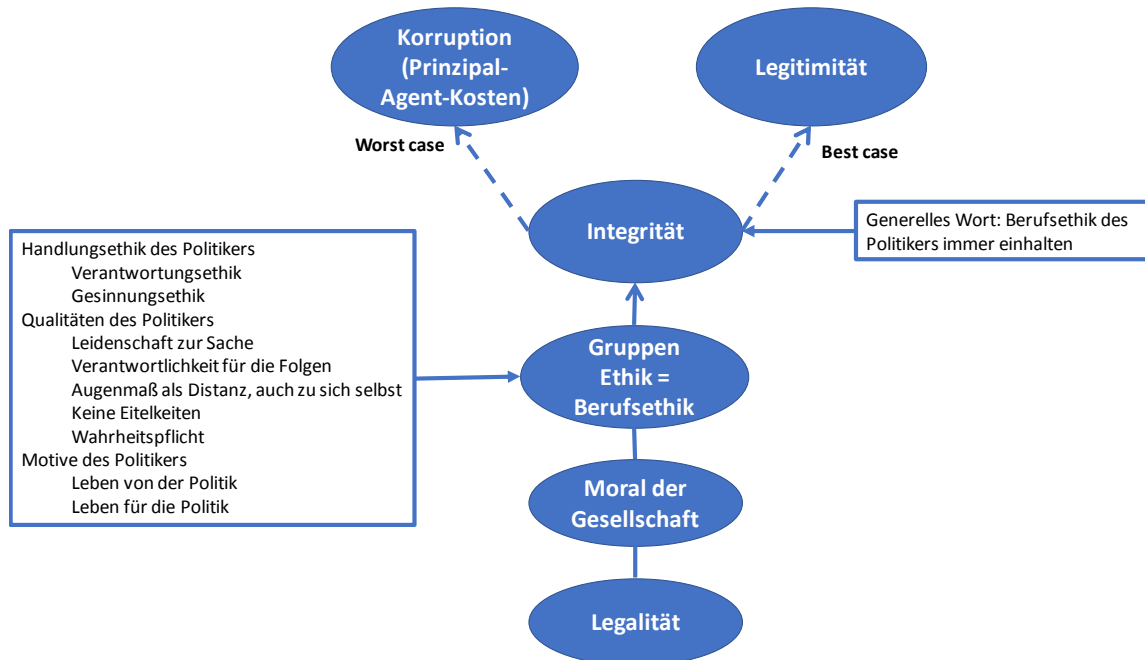 Korruption
(Prinzipal-
Agent-Kosten)
Legitimität
Worst case
Best case
Integrität
Generelles Wort: Berufsethik des
Politikers immer einhalten
Handlungsethik des Politikers
Verantwortungsethik
Gesinnungsethik
Qualitäten des Politikers
Leidenschaft zur Sache
Verantwortlichkeit für die Folgen
Augenmaß als Distanz, auch zu sich selbst
Keine Eitelkeiten
Wahrheitspflicht
Motive des Politikers
Leben von der Politik
Leben für die Politik
Gruppen
Ethik =
Berufsethik
Moral der
Gesellschaft
Legalität